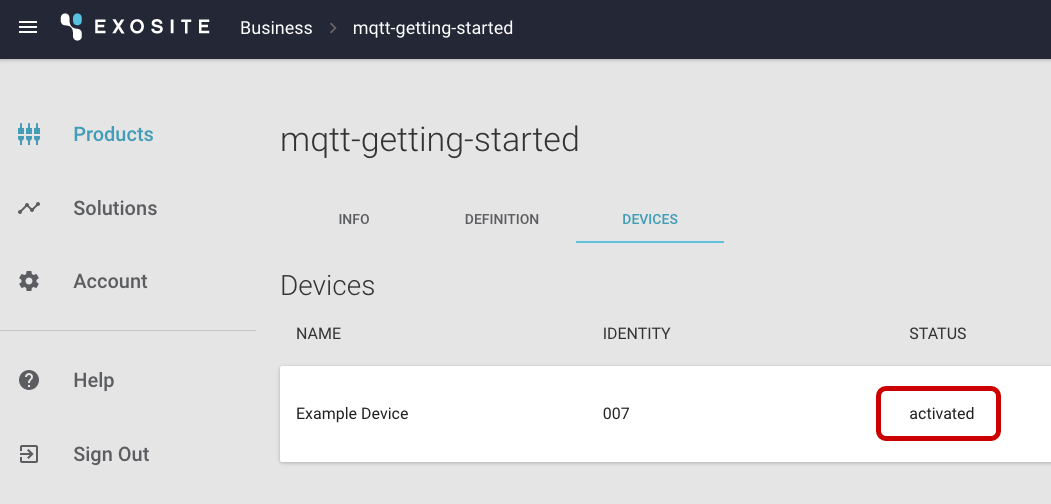 EXOSITE Business > mqtt-getting-started
Products
Solutions
Account
Help
Sign Out
mqtt-getting-started
INFO DEFINITION DEVICES
Devices
NAME IDENTITY STATUS
Example Device 007 activated